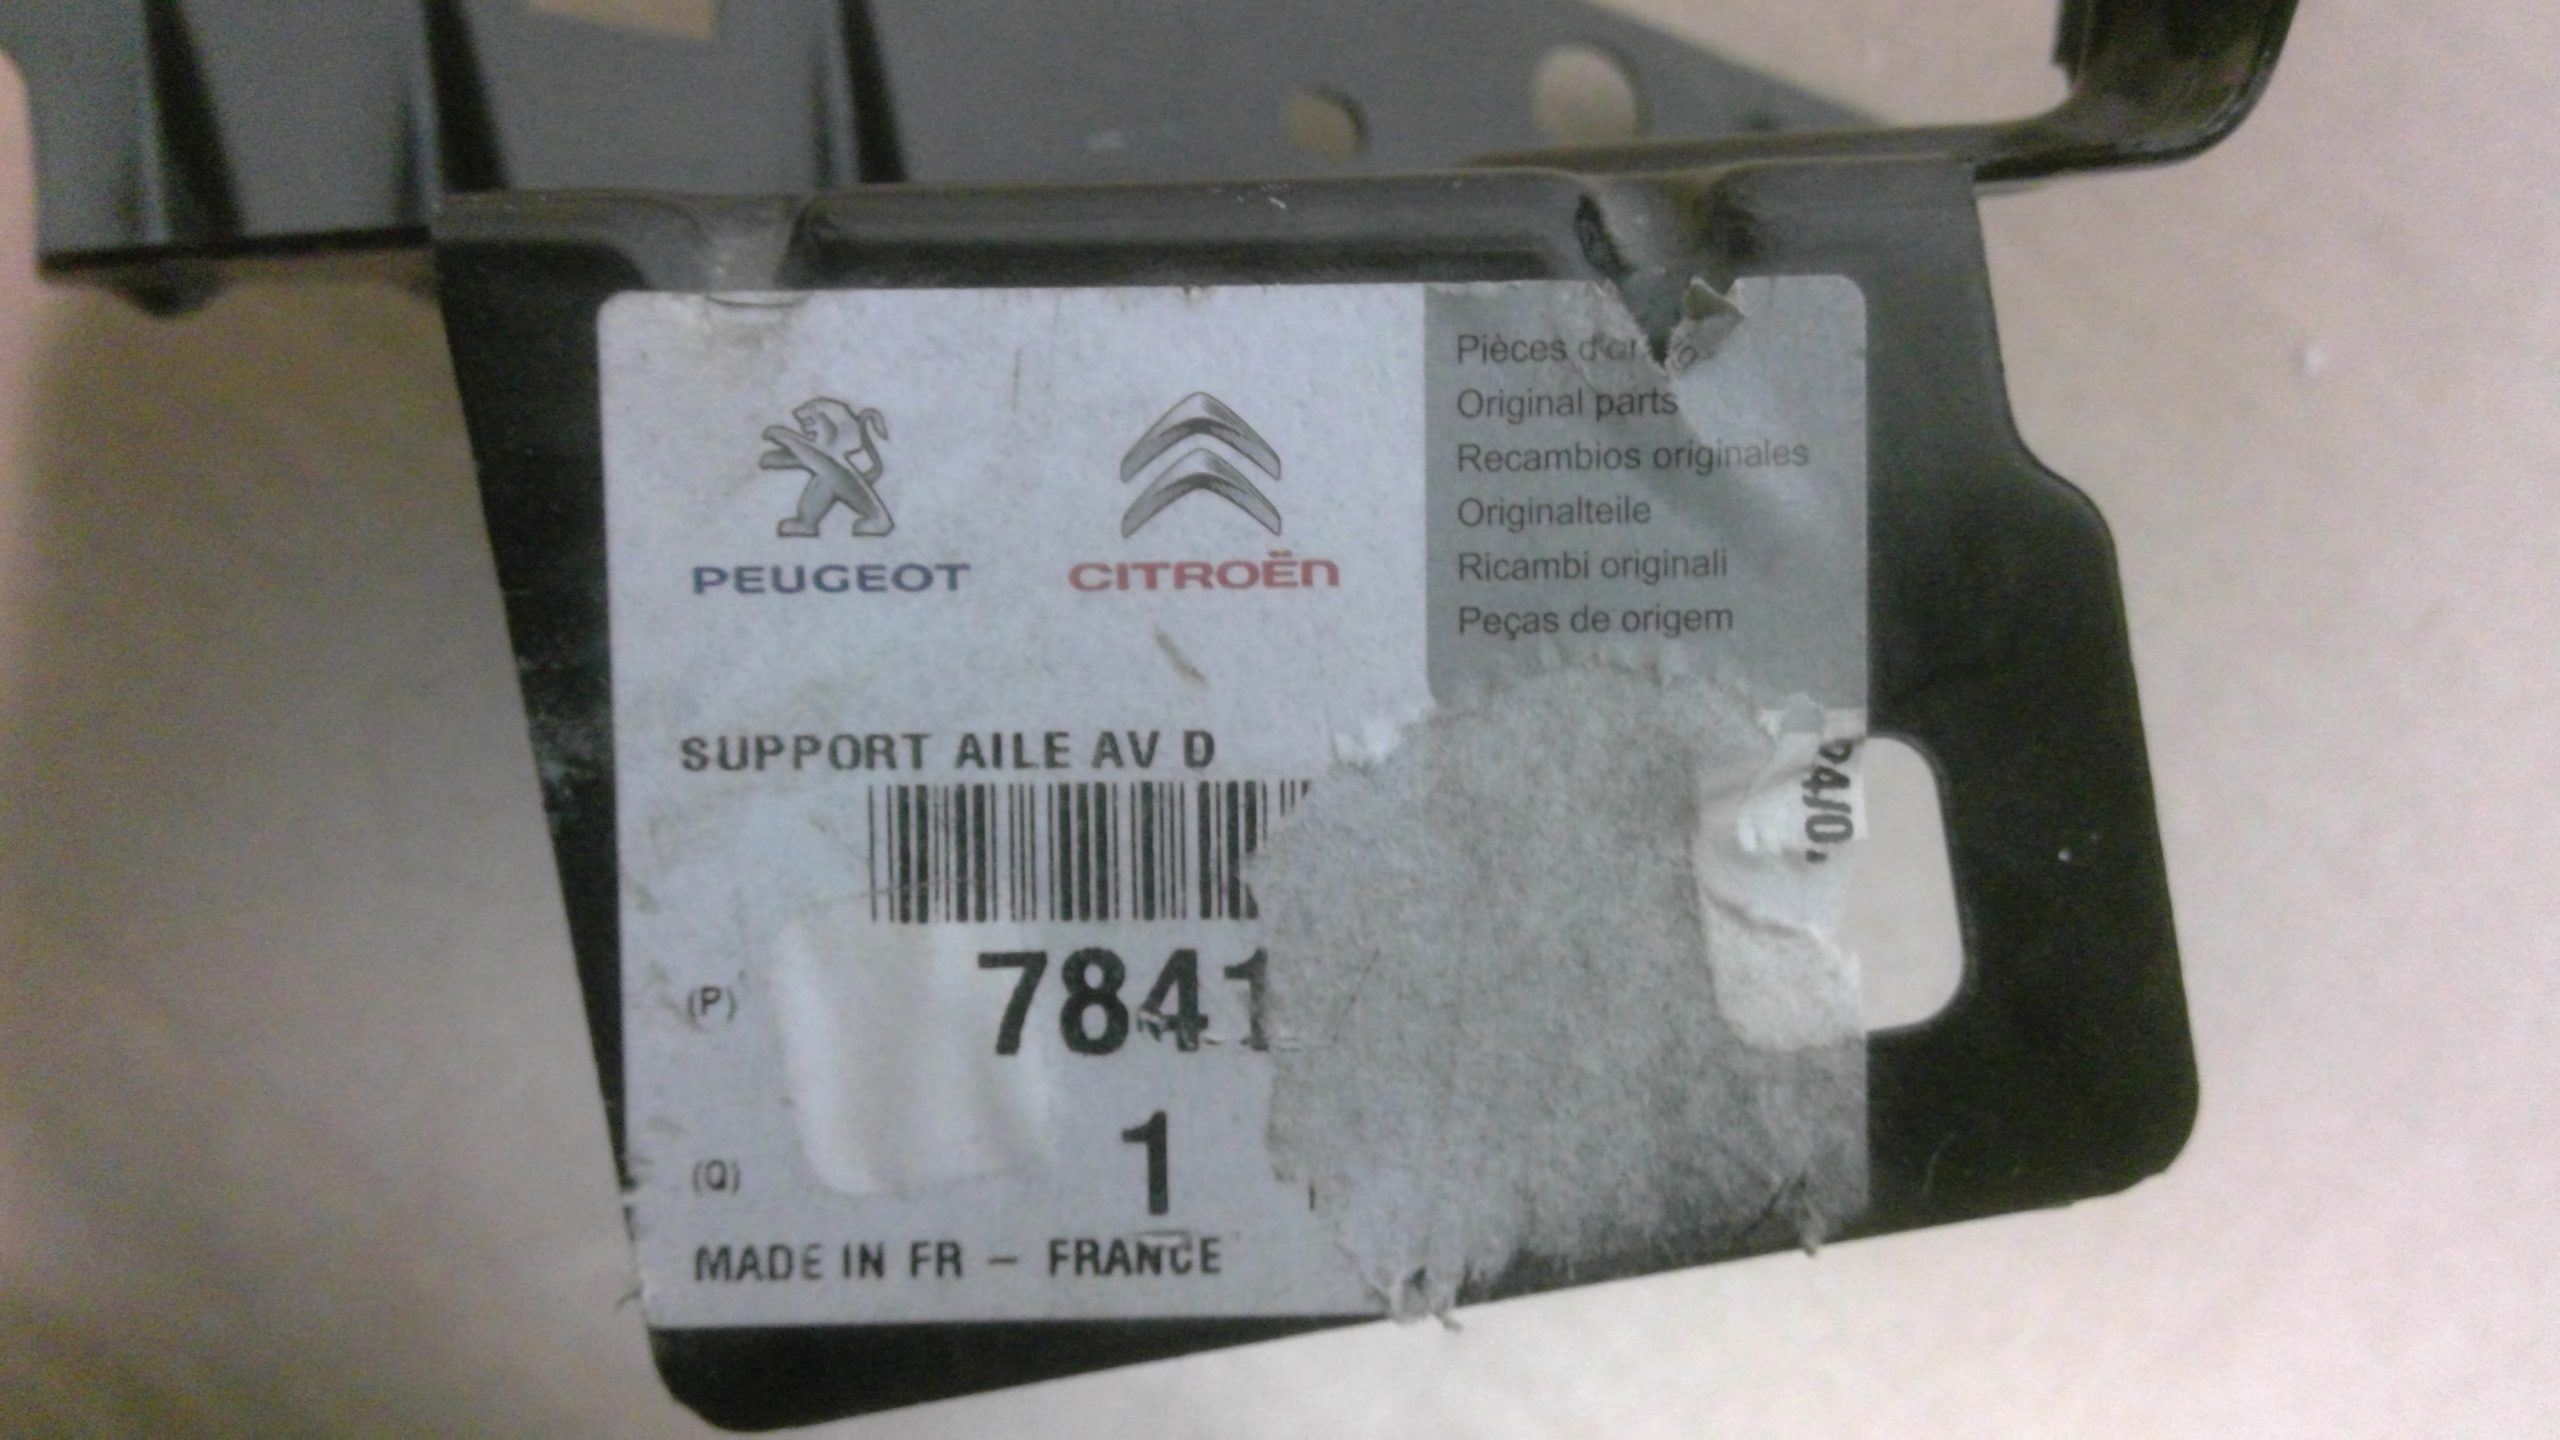 PEUGEOT
CITROËN
Pièces
Original parts
Recambios originales
Originalteile
Ricambi originali
Peças de origem
SUPPORT AILE AV D
(P) 7841
(Q) 1
MADE IN FR – FRANCE